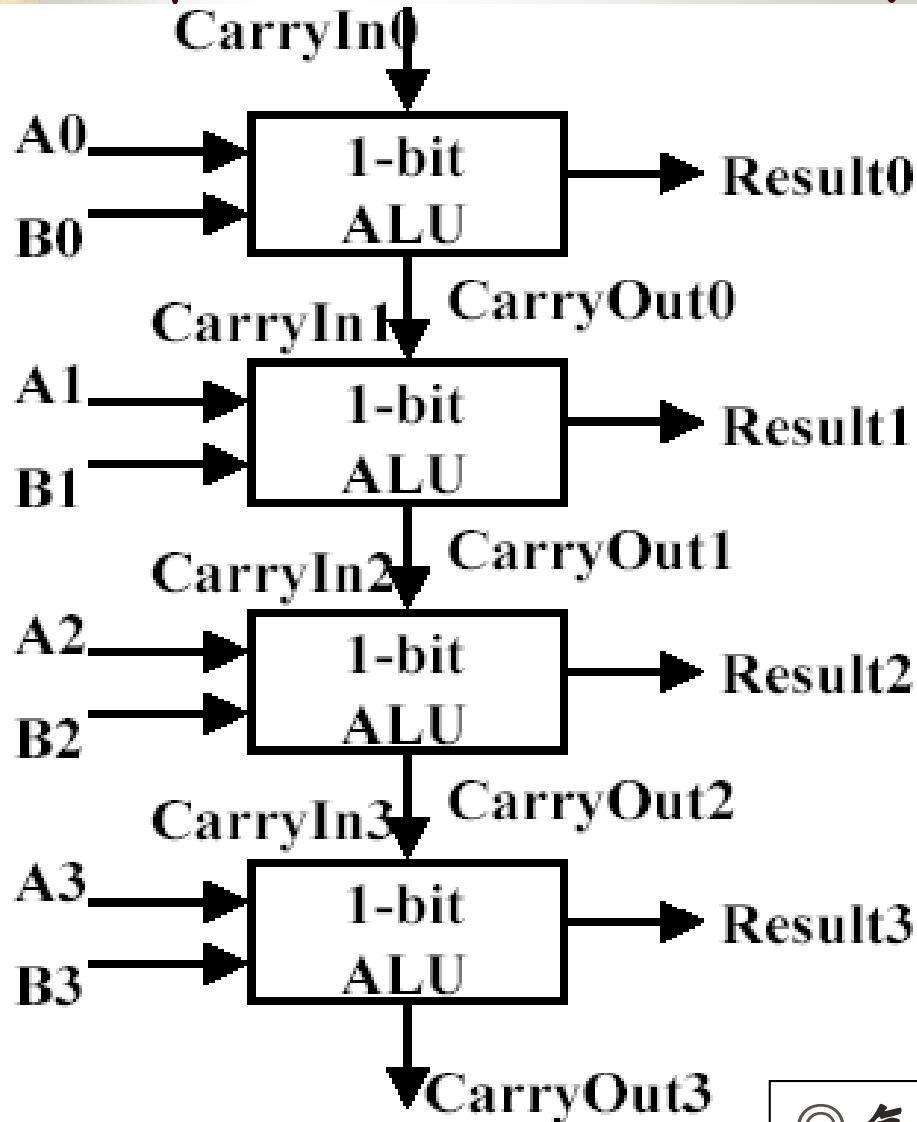 CarryIn0
A0
1-bit
ALU
Result0
B0
CarryIn1
CarryOut0
A1
1-bit
ALU
Result1
B1
CarryIn2
CarryOut1
A2
1-bit
ALU
Result2
B2
CarryIn3
CarryOut2
A3
1-bit
ALU
Result3
B3
CarryOut3